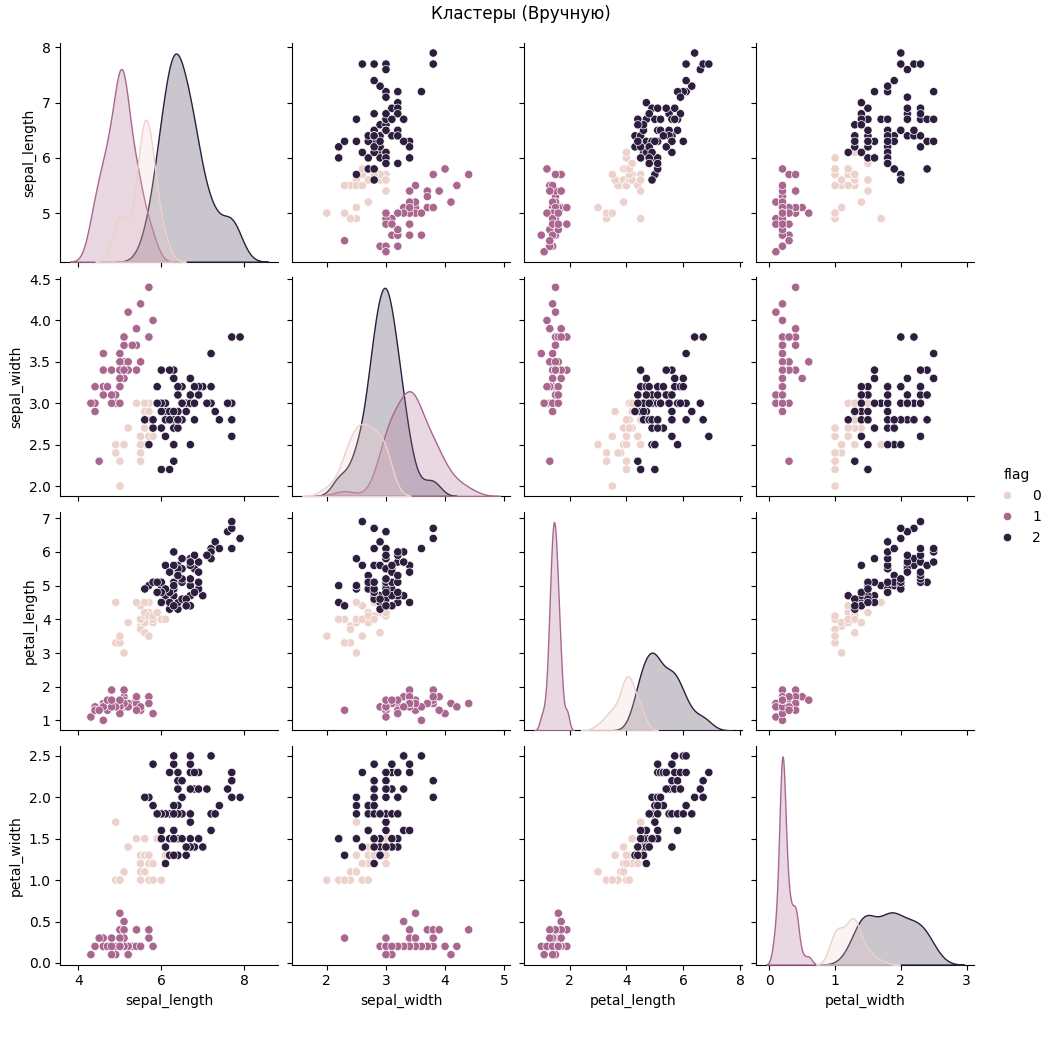 Кластеры (Вручную)
8
7
6
5
sepal_length
4.5
4.0
3.5
3.0
2.5
2.0
sepal_width
flag
0
1
2
7
6
5
4
3
2
1
petal_length
2.5
2.0
1.5
1.0
0.5
0.0
petal_width
4 6 8
2 3 4 5
2 4 6 8
0 1 2 3
sepal_length
sepal_width
petal_length
petal_width